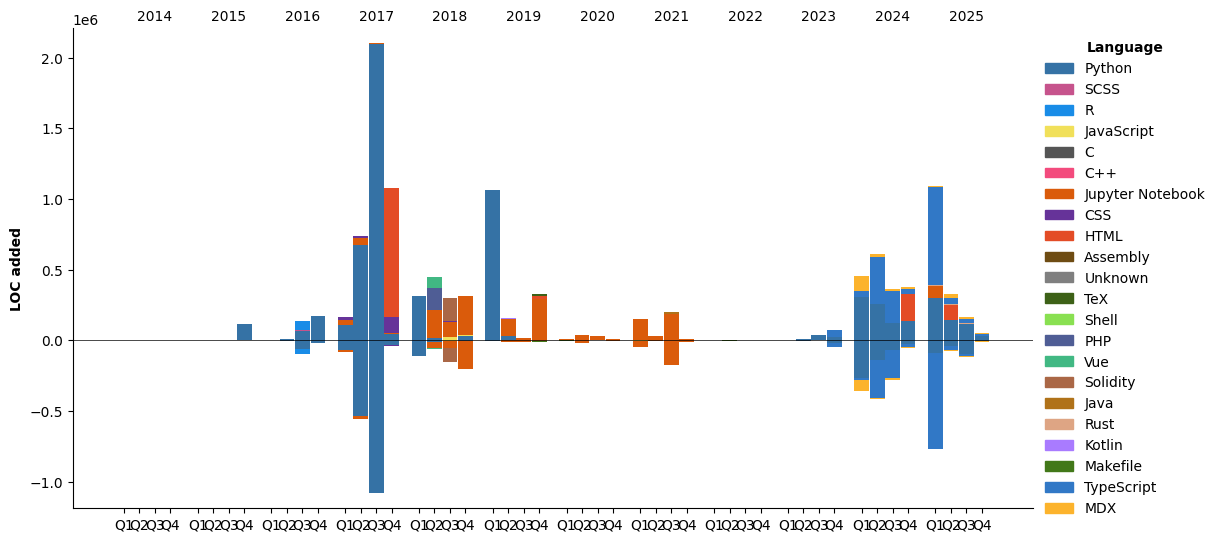 2014 2015 2016 2017 2018 2019 2020 2021 2022 2023 2024 2025
1e6
2.0
1.5
1.0
0.5
0.0
−0.5
−1.0
LOC added
Q1Q2Q3Q4 Q1Q2Q3Q4 Q1Q2Q3Q4 Q1Q2Q3Q4 Q1Q2Q3Q4 Q1Q2Q3Q4 Q1Q2Q3Q4 Q1Q2Q3Q4 Q1Q2Q3Q4 Q1Q2Q3Q4 Q1Q2Q3Q4 Q1Q2Q3Q4
Language
Python
SCSS
R
JavaScript
C
C++
Jupyter Notebook
CSS
HTML
Assembly
Unknown
TeX
Shell
PHP
Vue
Solidity
Java
Rust
Kotlin
Makefile
TypeScript
MDX